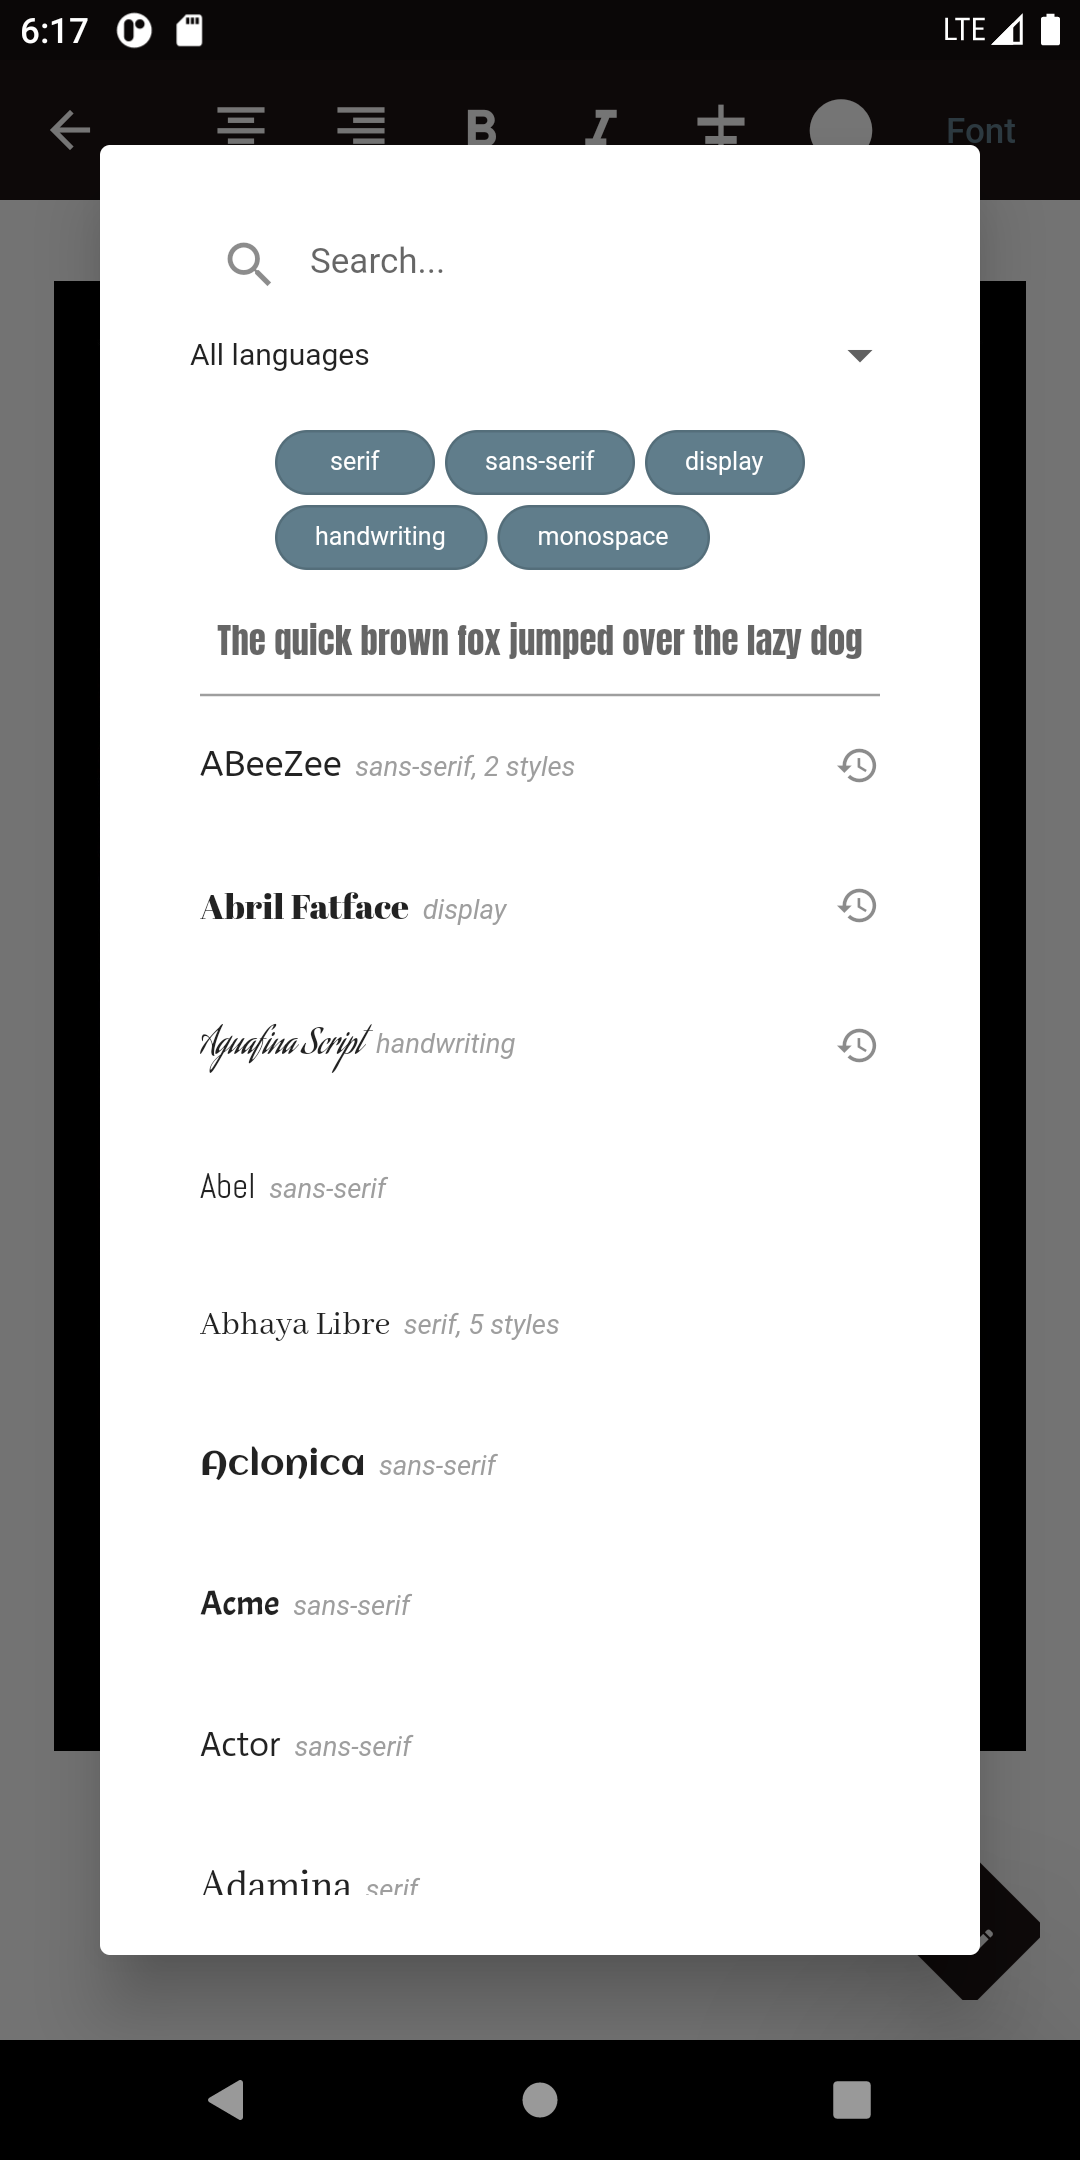 6:17 LTE
B I Font
Search...
All languages
serif sans-serif display
handwriting monospace
The quick brown fox jumped over the lazy dog
ABeeZee sans-serif, 2 styles
Abril Fatface display
Aguafina Script handwriting
Abel sans-serif
Abhaya Libre serif, 5 styles
Aclonica sans-serif
Acme sans-serif
Actor sans-serif
Adamina serif